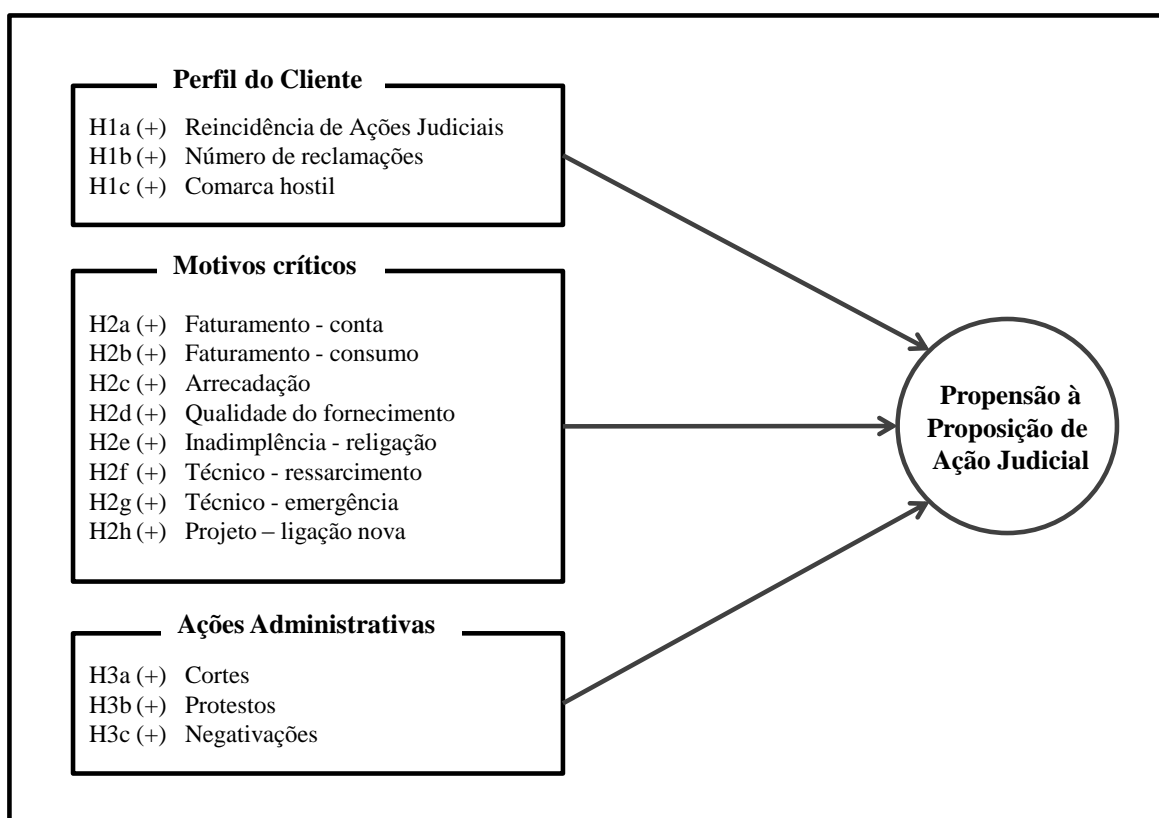 Perfil do Cliente
H1a (+) Reincidência de Ações Judiciais
H1b (+) Número de reclamações
H1c (+) Comarca hostil
Motivos críticos
H2a (+) Faturamento - conta
H2b (+) Faturamento - consumo
H2c (+) Arrecadação
H2d (+) Qualidade do fornecimento
H2e (+) Inadimplência - religação
H2f (+) Técnico - ressarcimento
H2g (+) Técnico - emergência
H2h (+) Projeto – ligação nova
Ações Administrativas
H3a (+) Cortes
H3b (+) Protestos
H3c (+) Negativações
Propensão à
Proposição de
Ação Judicial